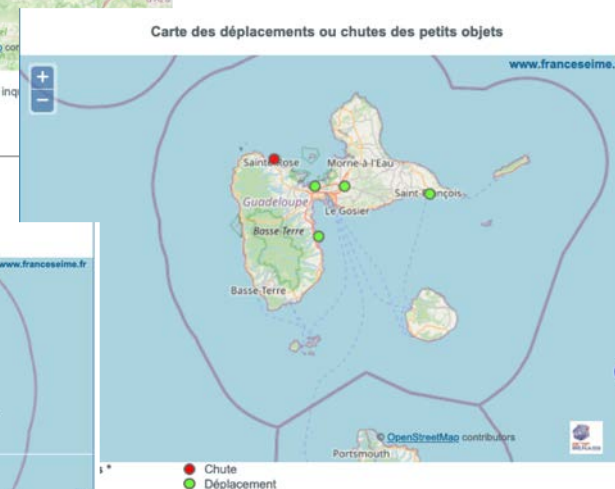 Carte des déplacements ou chutes des petits objets
www.franceseime.
Sainte-Rose
Morne-à-l'Eau
Saint-François
Guadeloupe
Le Gosier
Basse-Terre
Basse-Terre
www.franceseime.fr
© OpenStreetMap contributors
Portsmouth
Chute
Déplacement